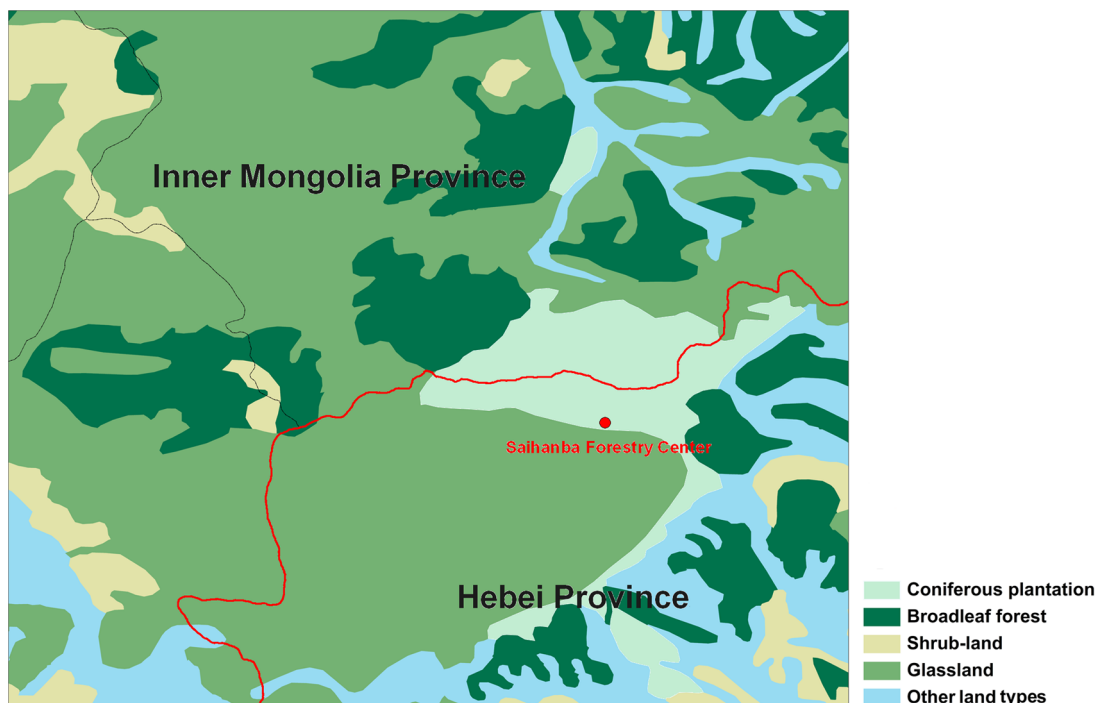 Inner Mongolia Province
Saihanba Forestry Center
Hebei Province
Coniferous plantation
Broadleaf forest
Shrub-land
Glassland
Other land types